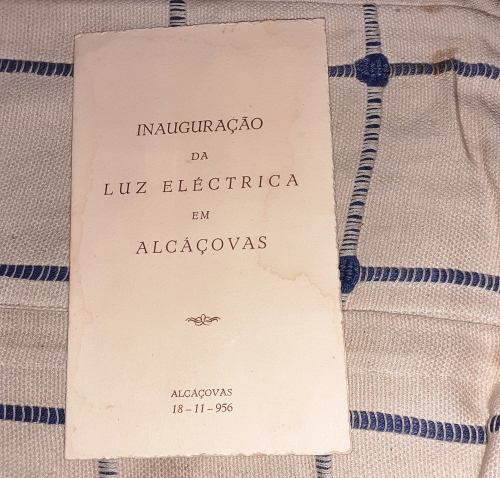 INAUGURAÇÃO
DA
LUZ ELÉCTRICA
EM
ALCÁÇOVAS
ALCÁÇOVAS
18 – 11 – 956